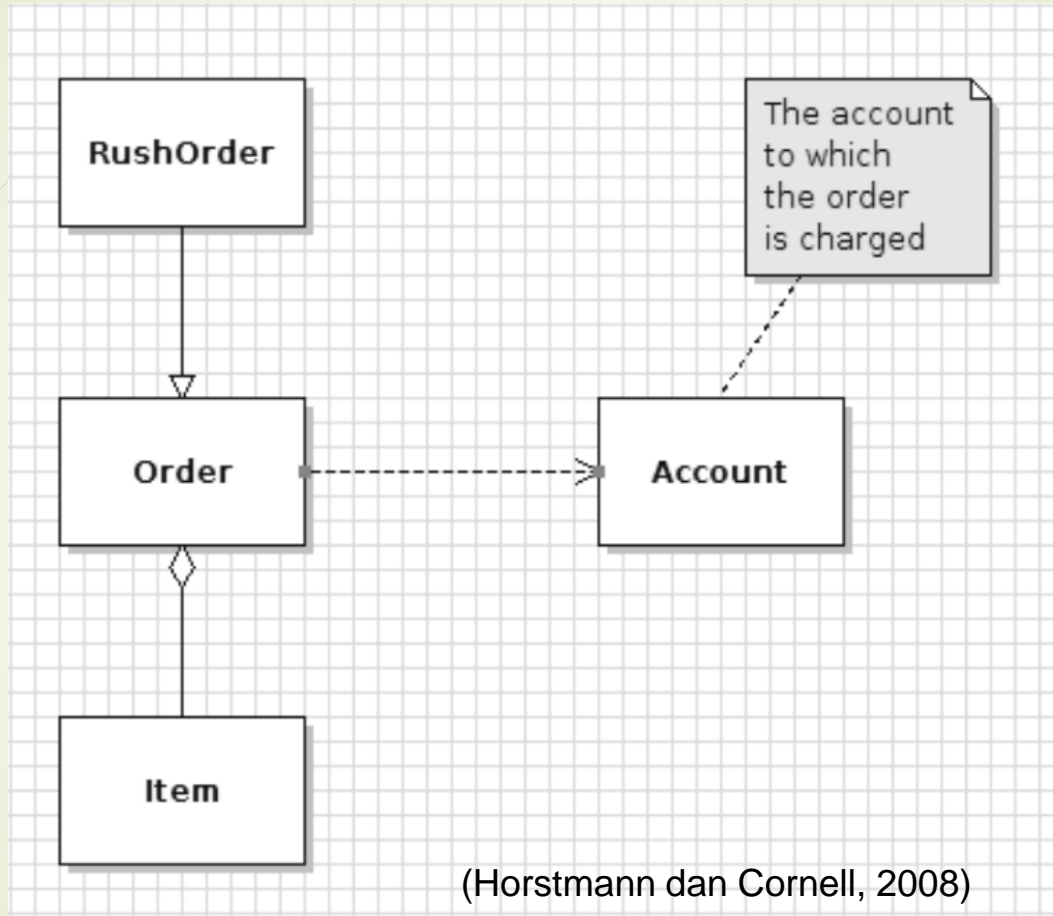 RushOrder
The account
to which
the order
is charged
Order
Account
Item
(Horstmann dan Cornell, 2008)